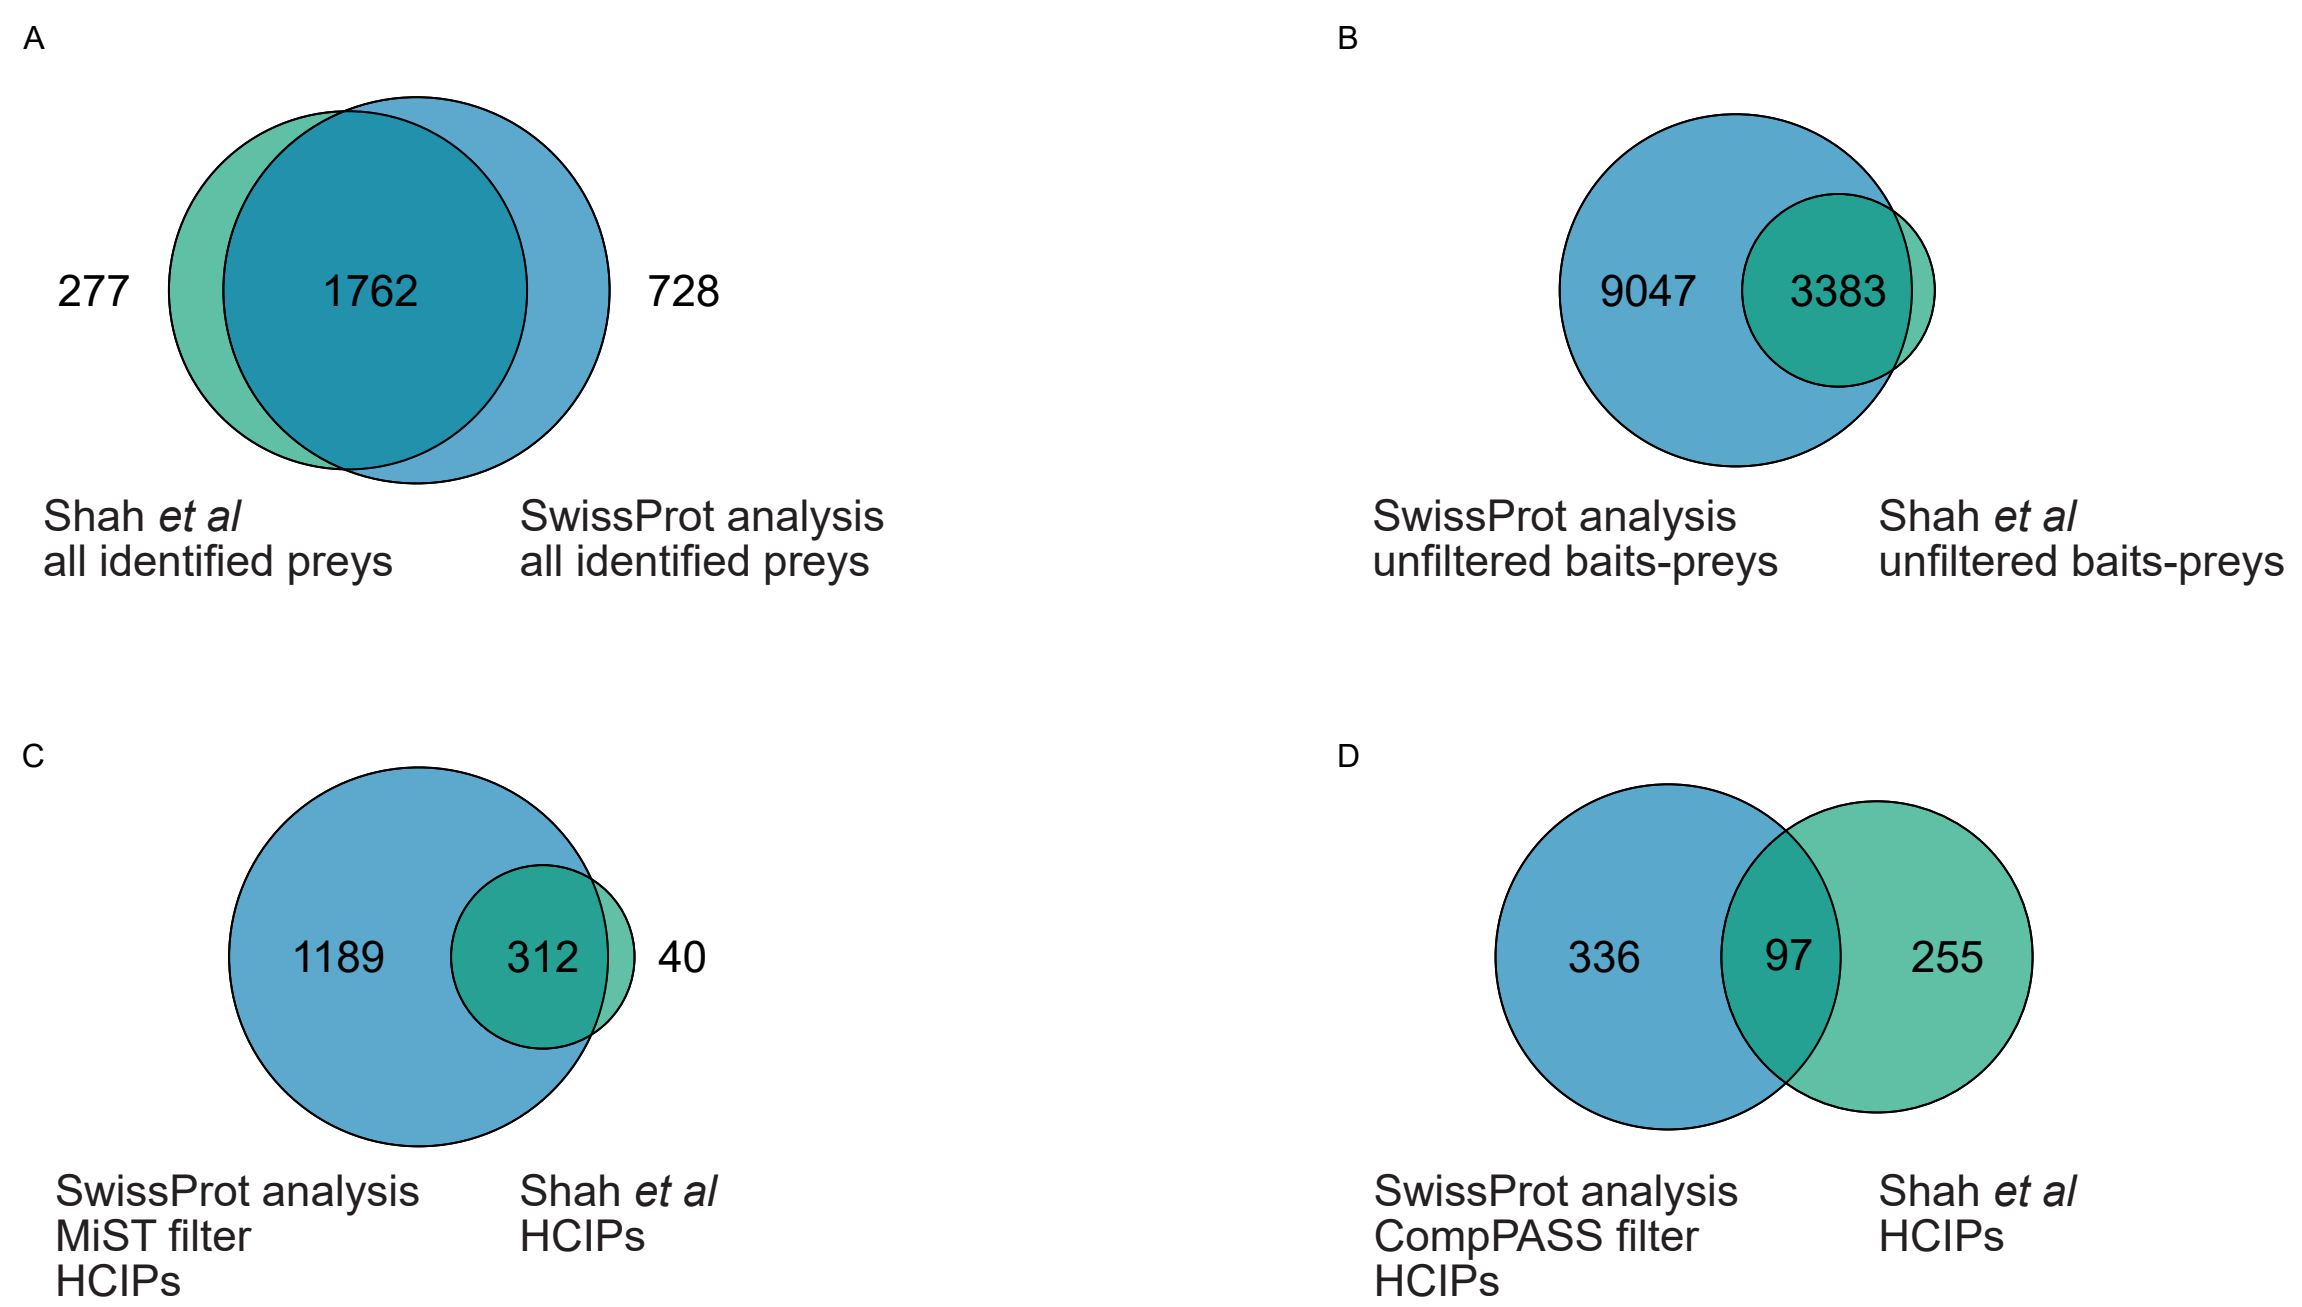 A
277
1762
728
Shah et al
all identified preys
SwissProt analysis
all identified preys
B
9047
3383
SwissProt analysis
unfiltered baits-preys
Shah et al
unfiltered baits-preys
C
1189
312
40
SwissProt analysis
MiST filter
HCIPs
Shah et al
HCIPs
D
336
97
255
SwissProt analysis
CompPASS filter
HCIPs
Shah et al
HCIPs